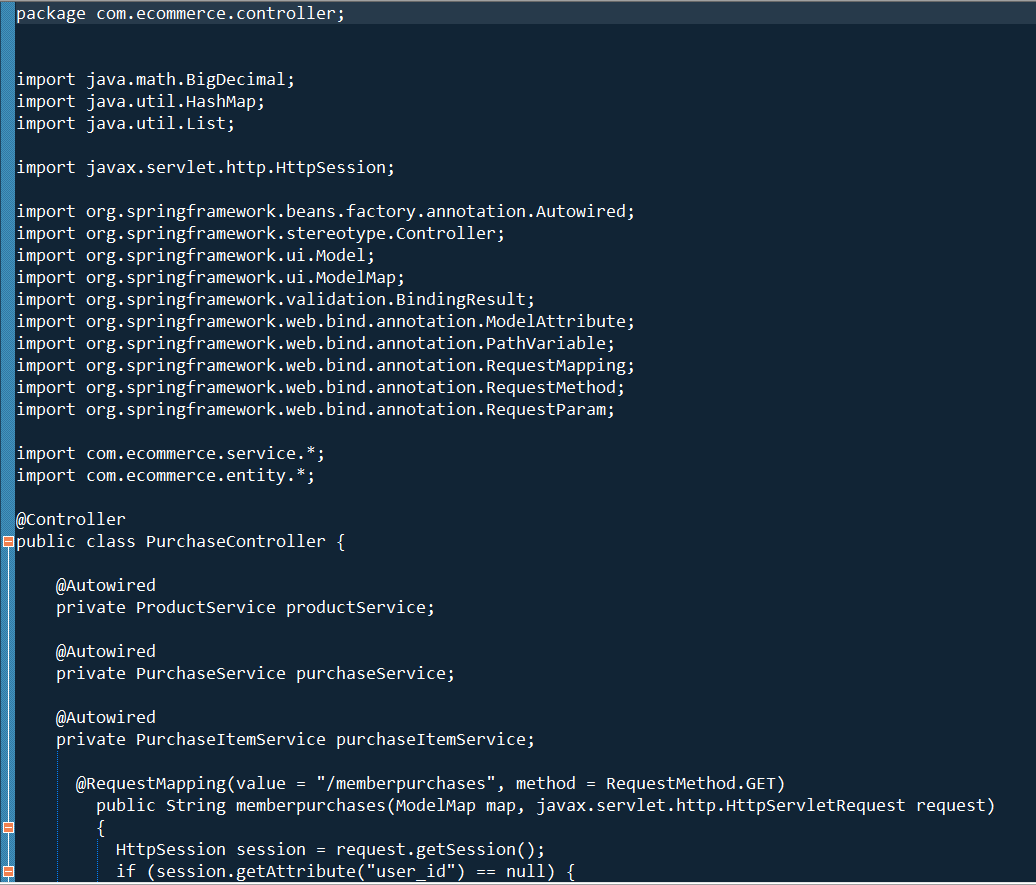 package com.ecommerce.controller;
import java.math.BigDecimal;
import java.util.HashMap;
import java.util.List;
import javax.servlet.http.HttpSession;
import org.springframework.beans.factory.annotation.Autowired;
import org.springframework.stereotype.Controller;
import org.springframework.ui.Model;
import org.springframework.ui.ModelMap;
import org.springframework.validation.BindingResult;
import org.springframework.web.bind.annotation.ModelAttribute;
import org.springframework.web.bind.annotation.PathVariable;
import org.springframework.web.bind.annotation.RequestMapping;
import org.springframework.web.bind.annotation.RequestMethod;
import org.springframework.web.bind.annotation.RequestParam;
import com.ecommerce.service.*;
import com.ecommerce.entity.*;
@Controller
public class PurchaseController {
@Autowired
private ProductService productService;
@Autowired
private PurchaseService purchaseService;
@Autowired
private PurchaseItemService purchaseItemService;
@RequestMapping(value = "/memberpurchases", method = RequestMethod.GET)
public String memberpurchases(ModelMap map, javax.servlet.http.HttpServletRequest request)
{
HttpSession session = request.getSession();
if (session.getAttribute("user_id") == null) {